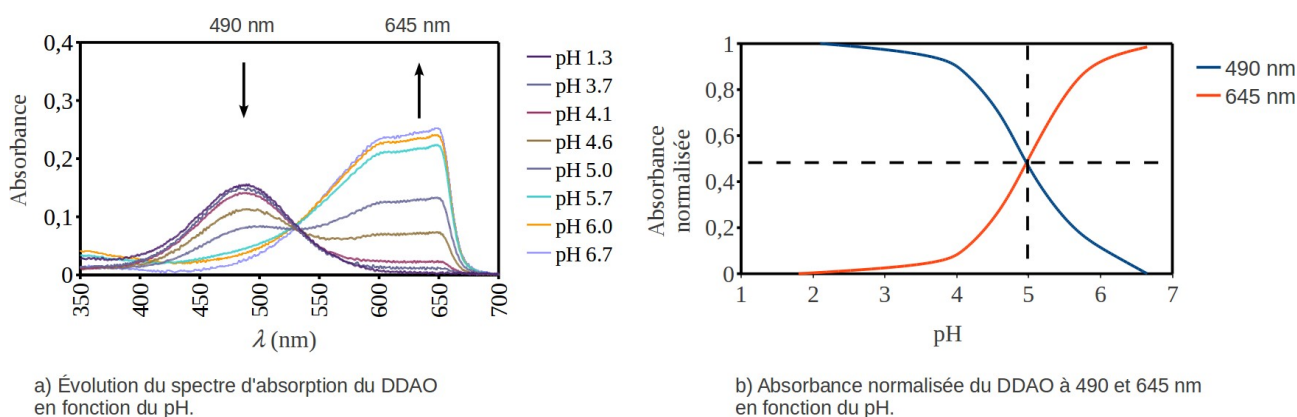 490 nm
645 nm
0,4
0,3
0,2
0,1
0
Absorbance
350
400
450
500
550
600
650
700
λ (nm)
pH 1.3
pH 3.7
pH 4.1
pH 4.6
pH 5.0
pH 5.7
pH 6.0
pH 6.7
a) Évolution du spectre d'absorption du DDAO
en fonction du pH.
1
0,8
0,6
0,4
0,2
0
Absorbance
normalisée
1
2
3
4
5
6
7
pH
490 nm
645 nm
b) Absorbance normalisée du DDAO à 490 et 645 nm
en fonction du pH.